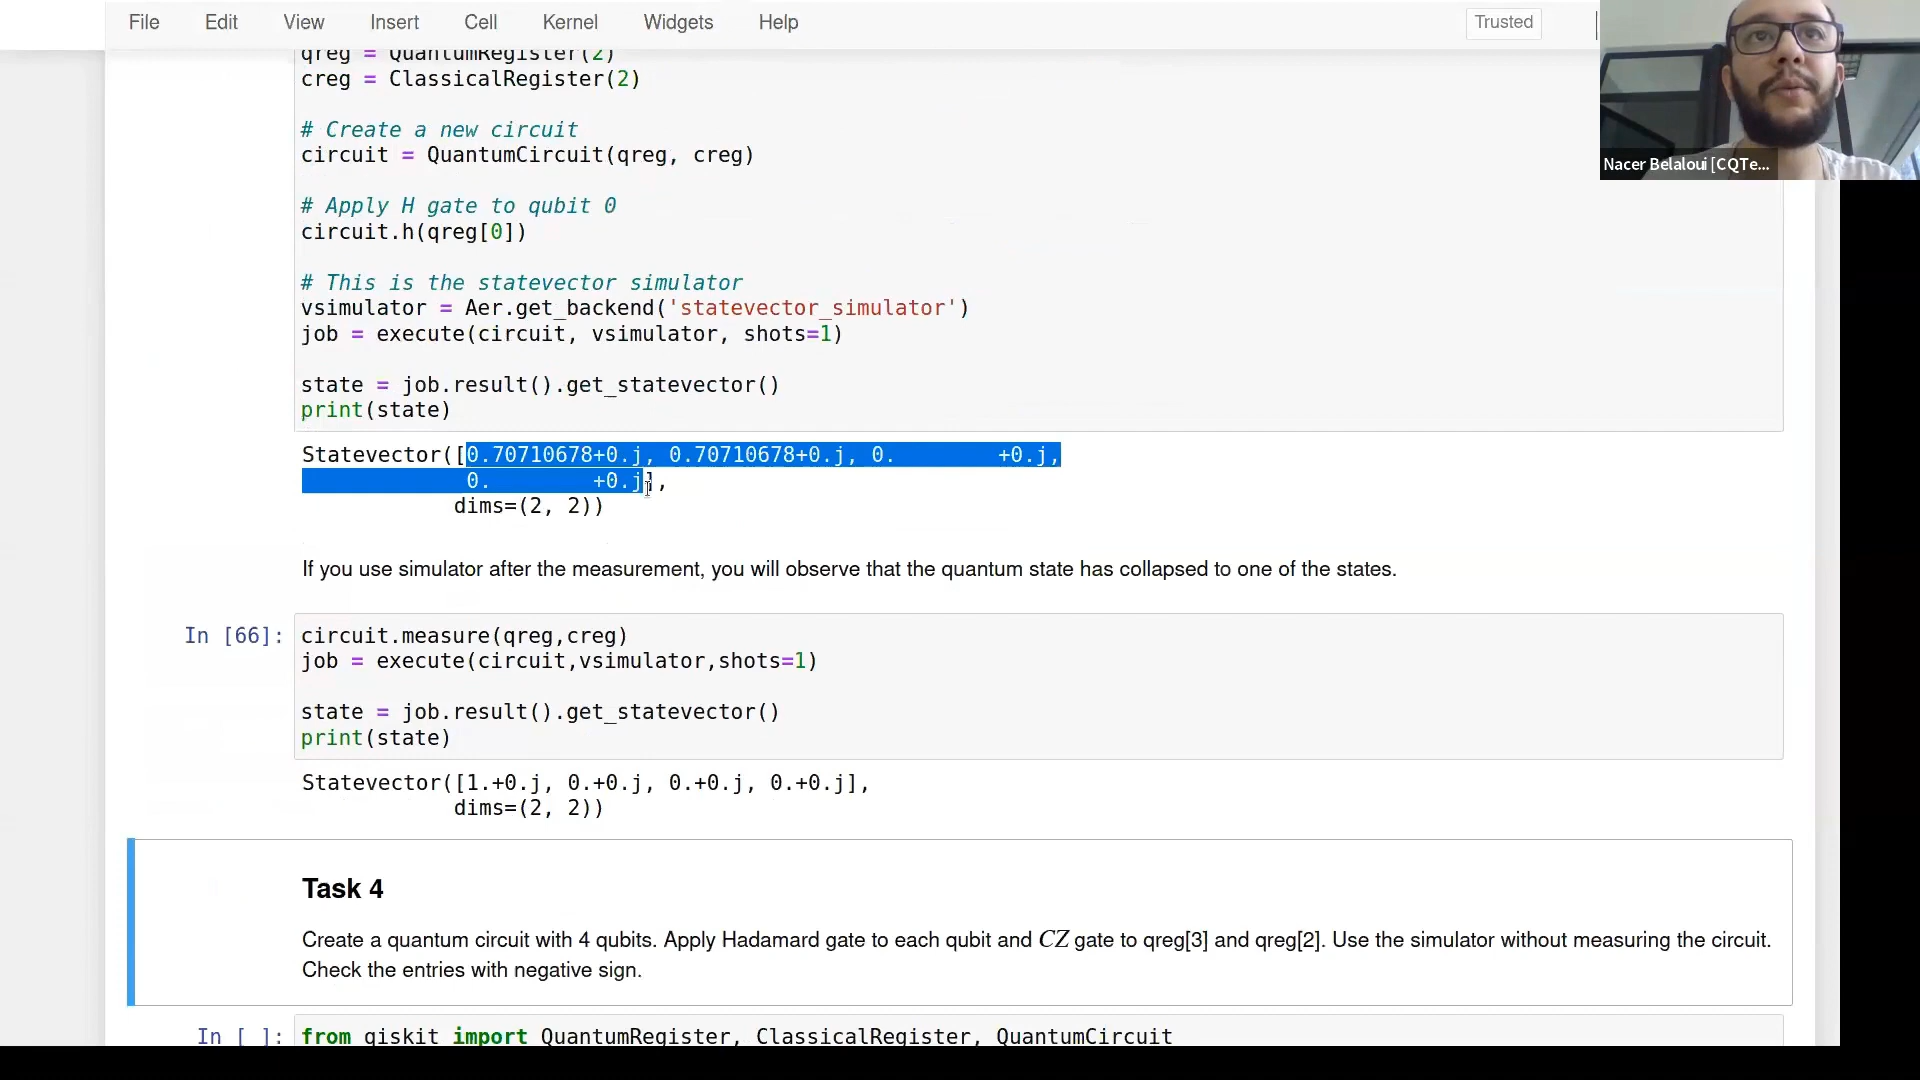 File Edit View Insert Cell Kernel Widgets Help Trusted
qreg = QuantumRegister(2)
creg = ClassicalRegister(2)
# Create a new circuit
circuit = QuantumCircuit(qreg, creg)
# Apply H gate to qubit 0
circuit.h(qreg[0])
# This is the statevector simulator
vsimulator = Aer.get_backend('statevector_simulator')
job = execute(circuit, vsimulator, shots=1)
state = job.result().get_statevector()
print(state)
Statevector([0.70710678+0.j, 0.70710678+0.j, 0.        +0.j,
0.        +0.j],
dims=(2, 2))
If you use simulator after the measurement, you will observe that the quantum state has collapsed to one of the states.
In [66]: circuit.measure(qreg,creg)
job = execute(circuit,vsimulator,shots=1)
state = job.result().get_statevector()
print(state)
Statevector([1.+0.j, 0.+0.j, 0.+0.j, 0.+0.j],
dims=(2, 2))
Task 4
Create a quantum circuit with 4 qubits. Apply Hadamard gate to each qubit and CZ gate to qreg[3] and qreg[2]. Use the simulator without measuring the circuit.
Check the entries with negative sign.
In [ ]: from qiskit import QuantumRegister, ClassicalRegister, QuantumCircuit
Nacer Belaloui [CQTe...